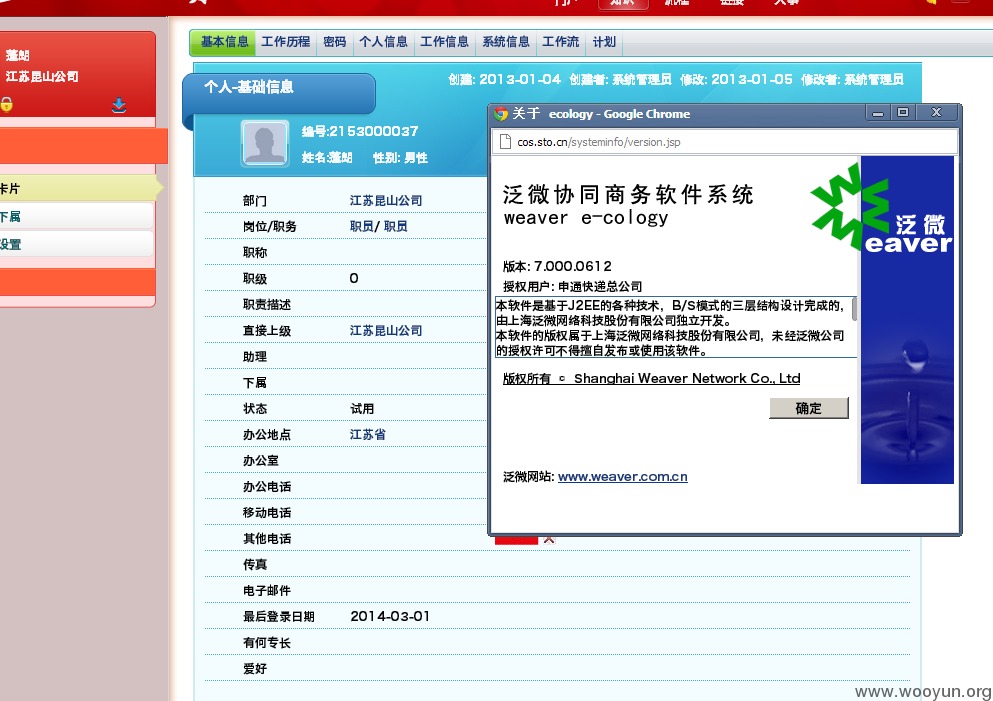 知识
基本信息 工作历程 密码 个人信息 工作信息 系统信息 工作流 计划
江苏昆山公司
卡片
下属
设置
个人-基础信息
创建: 2013-01-04 创建者: 系统管理员 修改: 2013-01-05 修改者: 系统管理员
编号:2153000037
姓名: 性别: 男性
部门 江苏昆山公司
岗位/职务 职员/ 职员
职称
职级 0
职责描述
直接上级 江苏昆山公司
助理
下属
状态 试用
办公地点 江苏省
办公室
办公电话
移动电话
其他电话
传真
电子邮件
最后登录日期 2014-03-01
有何专长
爱好
关于 ecology - Google Chrome
cos.sto.cn/systeminfo/version.jsp
泛微协同商务软件系统
weaver e-cology
泛微
eaver
版本: 7.000.0612
授权用户: 申通快递总公司
本软件是基于J2EE的各种技术，B/S模式的三层结构设计完成的，
由上海泛微网络科技股份有限公司独立开发。
本软件的版权属于上海泛微网络科技股份有限公司，未经泛微公司
的授权许可不得擅自发布或使用该软件。
版权所有 © Shanghai Weaver Network Co., Ltd
确定
泛微网站: www.weaver.com.cn
www.wooyun.org